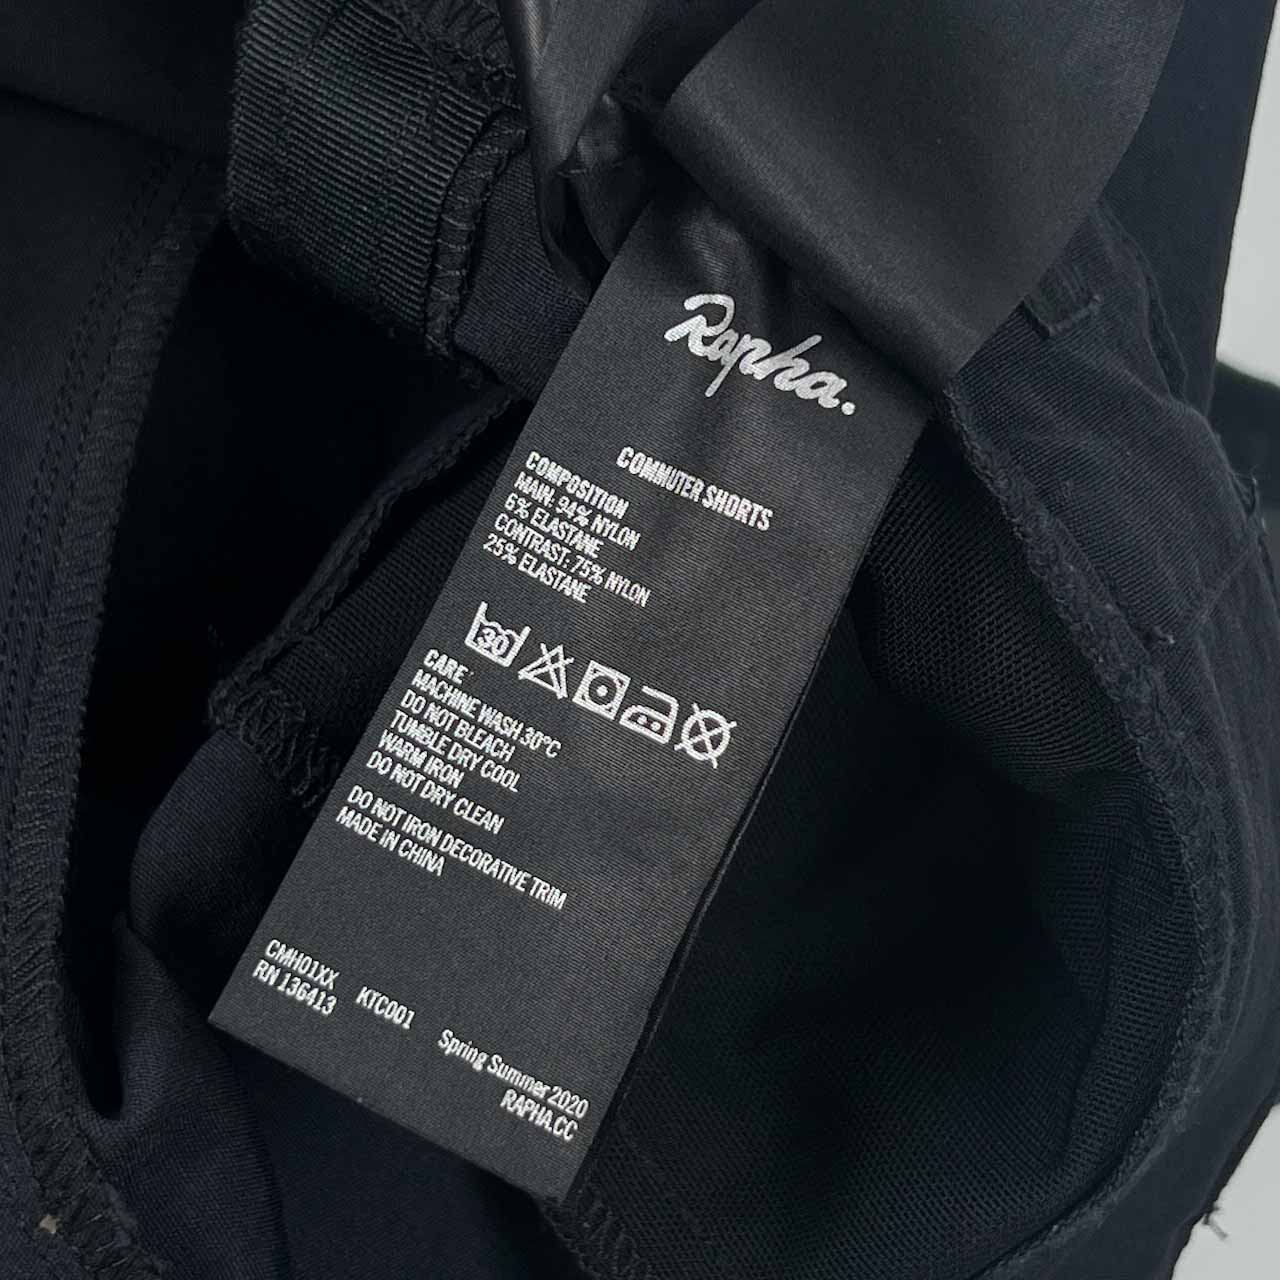 Rapha.
COMMUTER SHORTS
COMPOSITION
MAIN: 94% NYLON
6% ELASTANE
CONTRAST: 75% NYLON
25% ELASTANE
30
CARE:
MACHINE WASH 30°C
DO NOT BLEACH
TUMBLE DRY COOL
WARM IRON
DO NOT DRY CLEAN
DO NOT IRON DECORATIVE TRIM
MADE IN CHINA
CMH01XX KTC001
RN 136413
Spring Summer 2020
RAPHA.CC